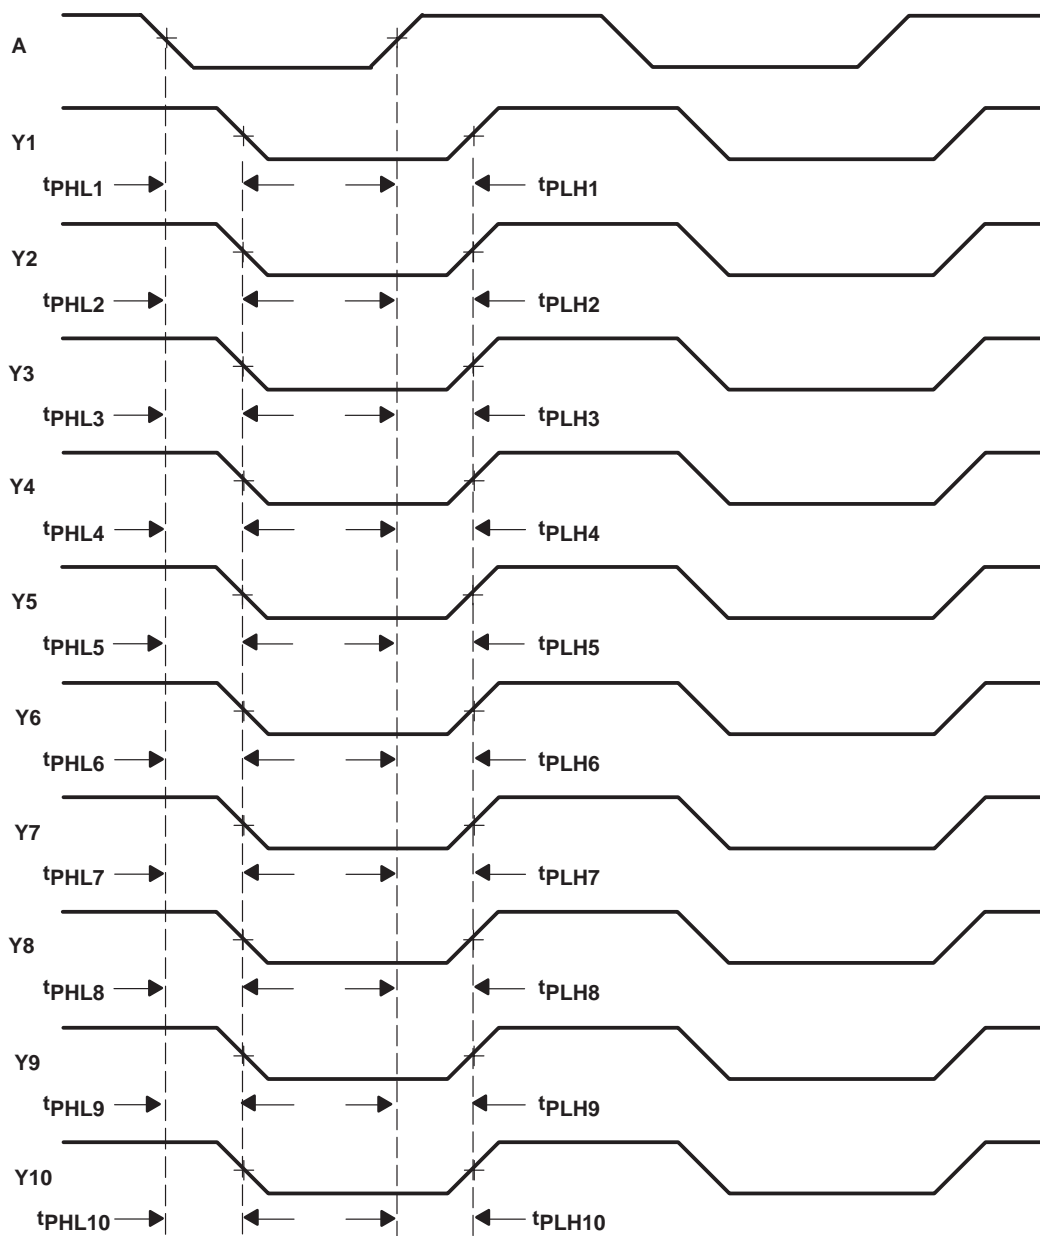 A
Y1
tPHL1 tPLH1
Y2
tPHL2 tPLH2
Y3
tPHL3 tPLH3
Y4
tPHL4 tPLH4
Y5
tPHL5 tPLH5
Y6
tPHL6 tPLH6
Y7
tPHL7 tPLH7
Y8
tPHL8 tPLH8
Y9
tPHL9 tPLH9
Y10
tPHL10 tPLH10